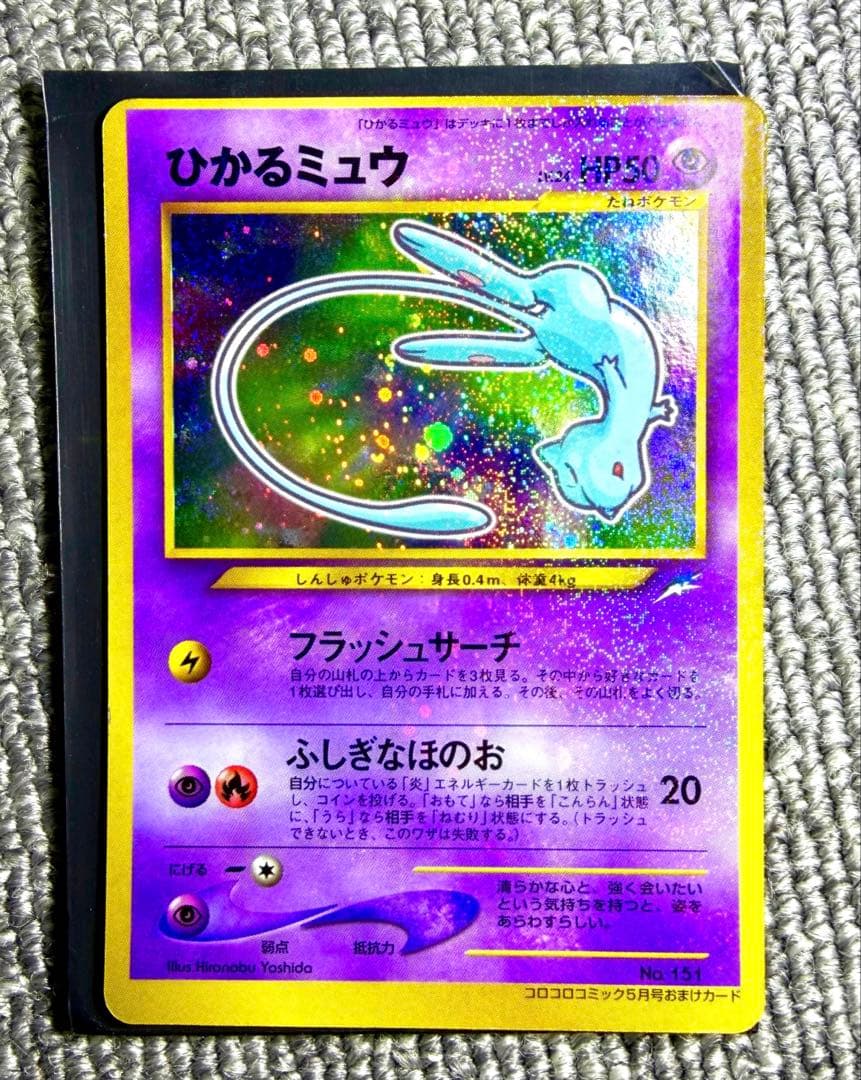 「ひかるミュウ」はデッキに1枚まで
ひかるミュウ
HP50
たねポケモン
しんしゅポケモン：身長0.4m、体重4kg
フラッシュサーチ
自分の山札の上からカードを3枚見る。その中から好きなカードを
1枚選び出し、自分の手札に加える。その後、その山札をよく切る。
ふしぎなほのお
20
自分についている「炎」エネルギーカードを1枚トラッシュ
し、コインを投げる。「おもて」なら相手を「こんらん」状態
に、「うら」なら相手を「ねむり」状態にする。（トラッシュ
できないとき、このワザは失敗する。）
にげる
清らかな心と、強く会いたい
という気持ちを持つと、姿を
あらわすらしい。
弱点
抵抗力
Illus.Hironobu Yoshida
No.151
コロコロコミック5月号おまけカード